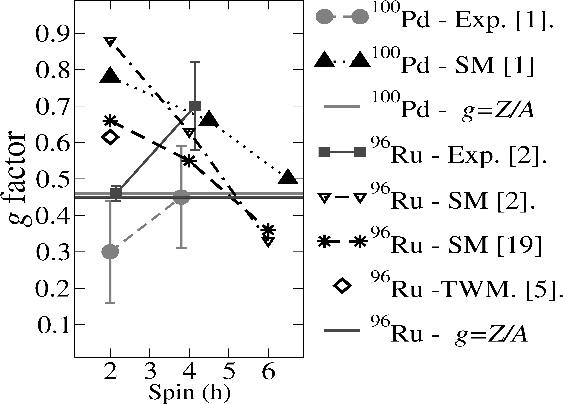 0.9
0.8
0.7
0.6
0.5
0.4
0.3
0.2
0.1
g factor
2 3 4 5 6
Spin (h)
¹⁰⁰Pd - Exp. [1].
¹⁰⁰Pd - SM [1]
¹⁰⁰Pd - g=Z/A
⁹⁶Ru - Exp. [2].
⁹⁶Ru - SM [2].
⁹⁶Ru - SM [19]
⁹⁶Ru -TWM. [5].
⁹⁶Ru - g=Z/A